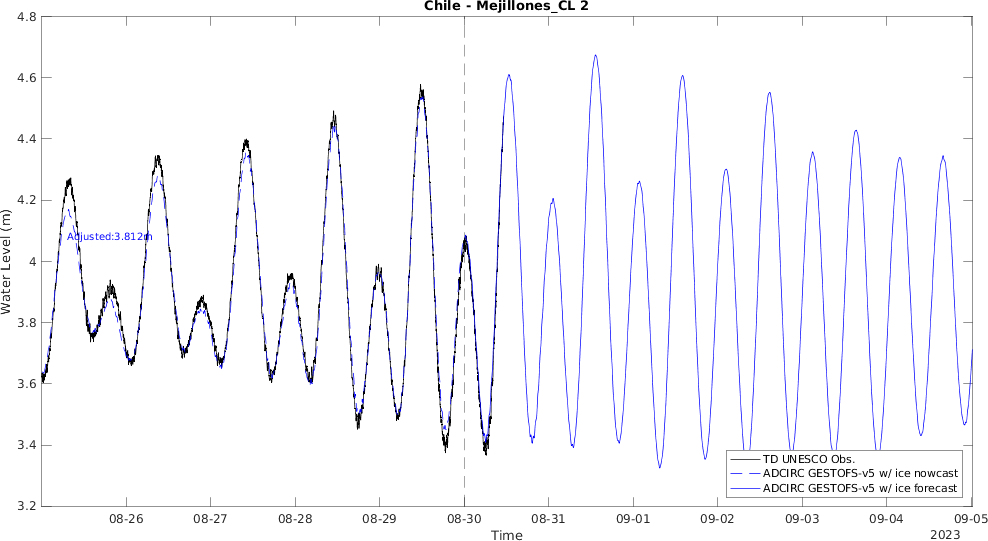 Chile - Mejillones_CL 2
4.8
4.6
4.4
4.2
4
3.8
3.6
3.4
3.2
Water Level (m)
Adjusted:3.812m
TD UNESCO Obs.
ADCIRC GESTOFS-v5 w/ ice nowcast
ADCIRC GESTOFS-v5 w/ ice forecast
08-26 08-27 08-28 08-29 08-30 08-31 09-01 09-02 09-03 09-04 09-05
Time
2023